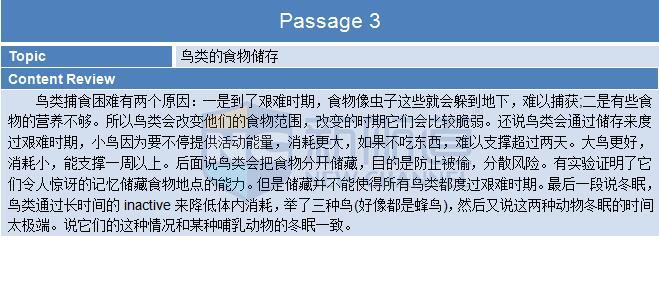 Passage 3
Topic 鸟类的食物储存
Content Review
鸟类捕食困难有两个原因：一是到了艰难时期，食物像虫子这些就会躲到地下，难以捕获;二是有些食
物的营养不够。所以鸟类会改变他们的食物范围，改变的时期它们会比较脆弱。还说鸟类会通过储存来度
过艰难时期，小鸟因为要不停提供活动能量，消耗更大，如果不吃东西，难以支撑超过两天。大鸟更好，
消耗小，能支撑一周以上。后面说鸟类会把食物分开储藏，目的是防止被偷，分散风险。有实验证明了它
们令人惊讶的记忆储藏食物地点的能力。但是储藏并不能使得所有鸟类都度过艰难时期。最后一段说冬眠，
鸟类通过长时间的 inactive 来降低体内消耗，举了三种鸟(好像都是蜂鸟)，然后又说这两种动物冬眠的时间
太极端。说它们的这种情况和某种哺乳动物的冬眠一致。